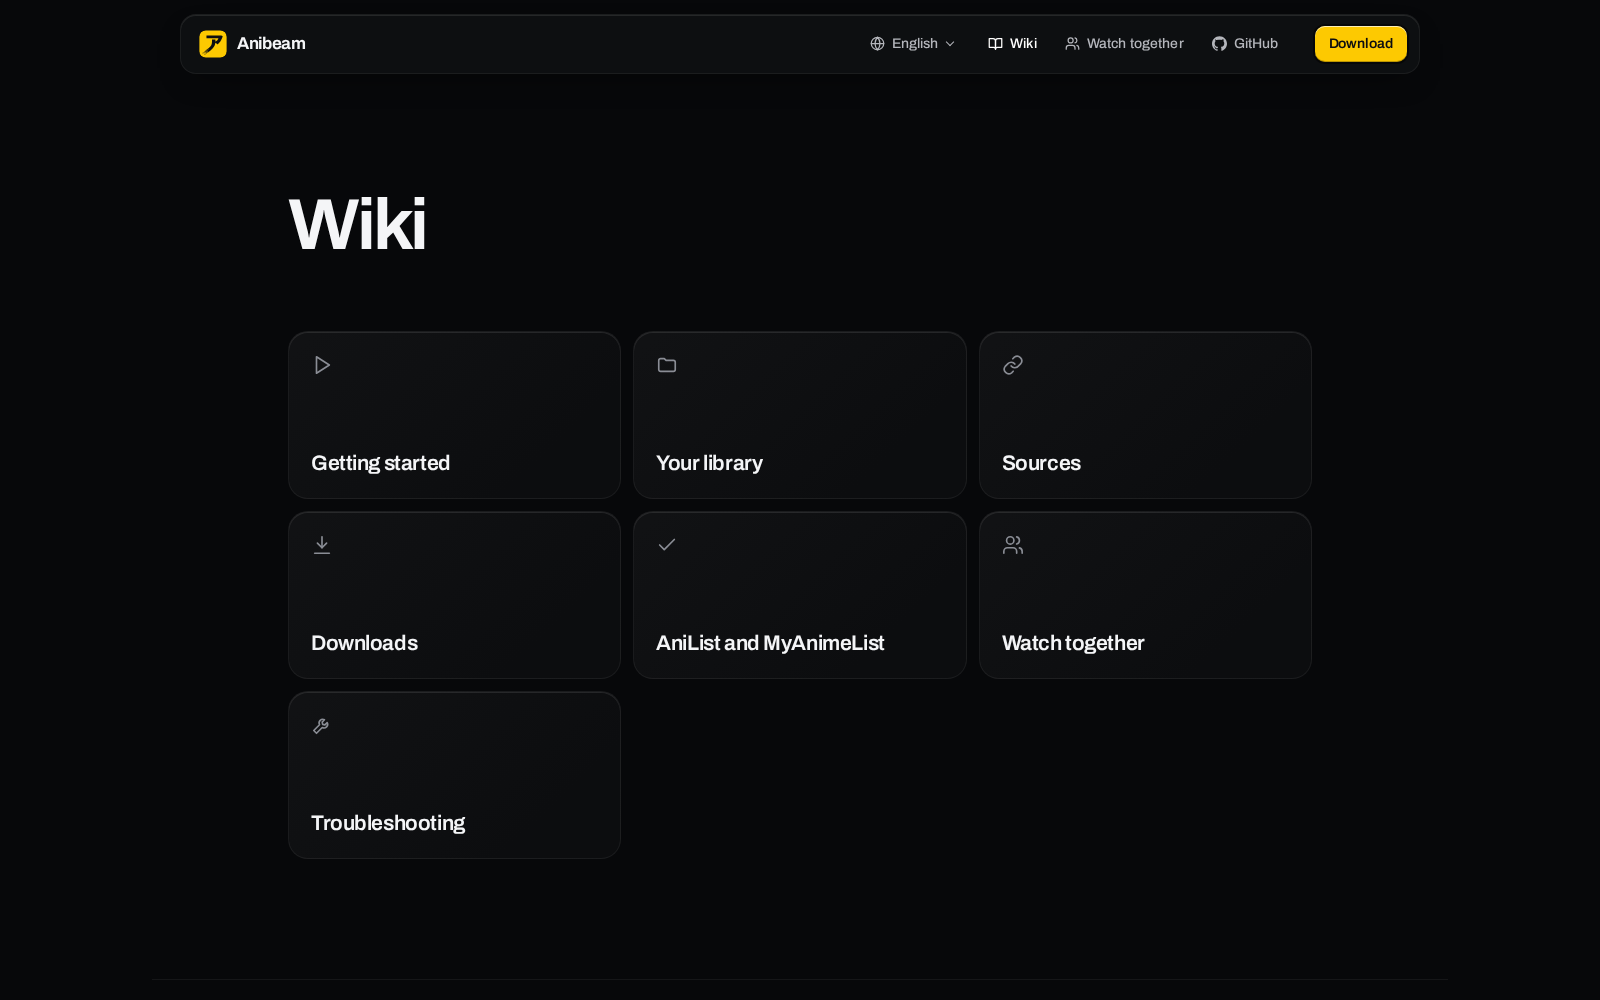 Anibeam
English
Wiki
Watch together
GitHub
Download
Wiki
Getting started
Your library
Sources
Downloads
AniList and MyAnimeList
Watch together
Troubleshooting